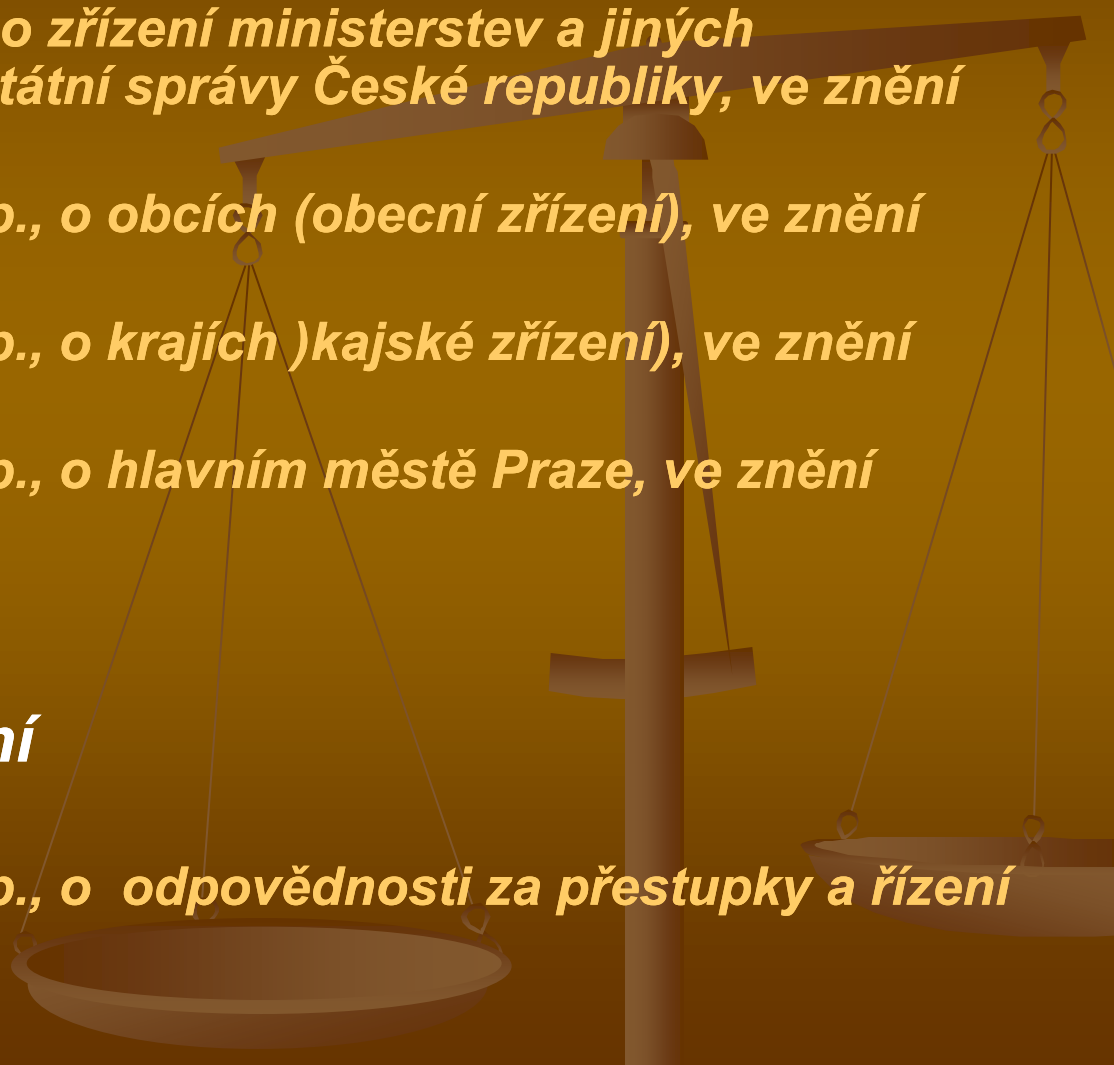 o zřízení ministerstev a jiných
tátní správy České republiky, ve znění
b., o obcích (obecní zřízení), ve znění
b., o krajích )kajské zřízení), ve znění
b., o hlavním městě Praze, ve znění
ní
b., o odpovědnosti za přestupky a řízení